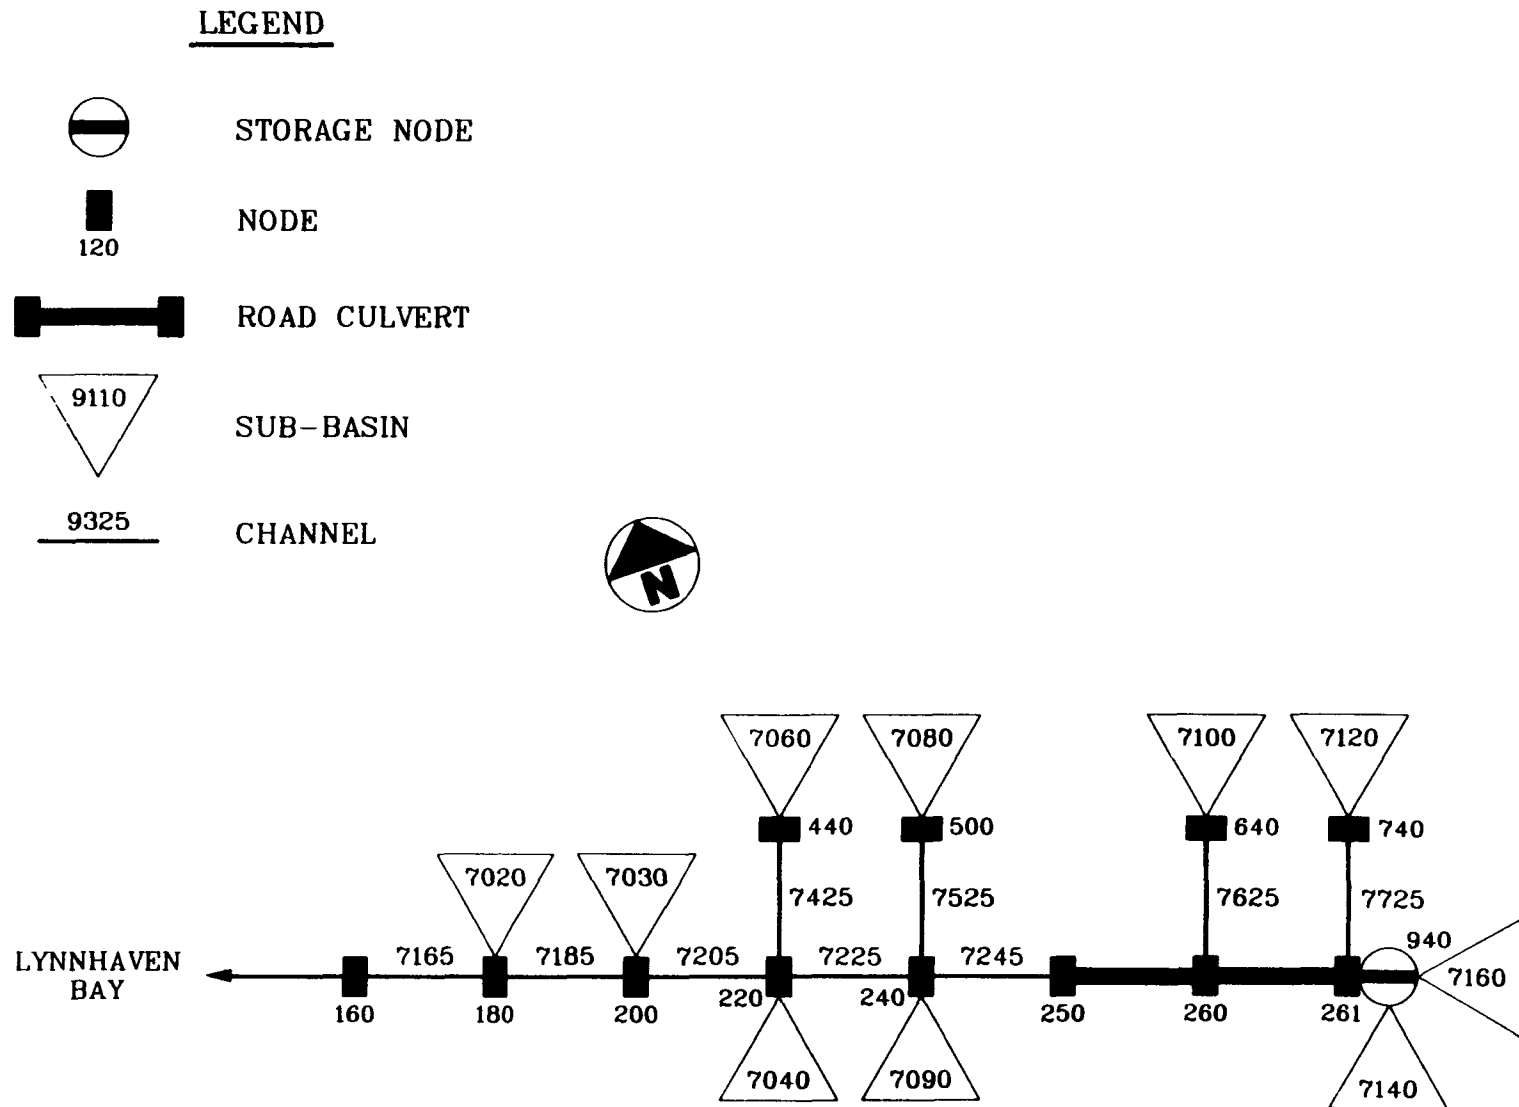 LEGEND
STORAGE NODE
NODE
120
ROAD CULVERT
9110
SUB-BASIN
9325
CHANNEL
N
7060 7080 7100 7120
440 500 640 740
7020 7030
7425 7525 7625 7725
940
LYNNHAVEN
BAY
7165 7185 7205 7225 7245
7160
220 240
160 180 200 250 260 261
7040 7090 7140